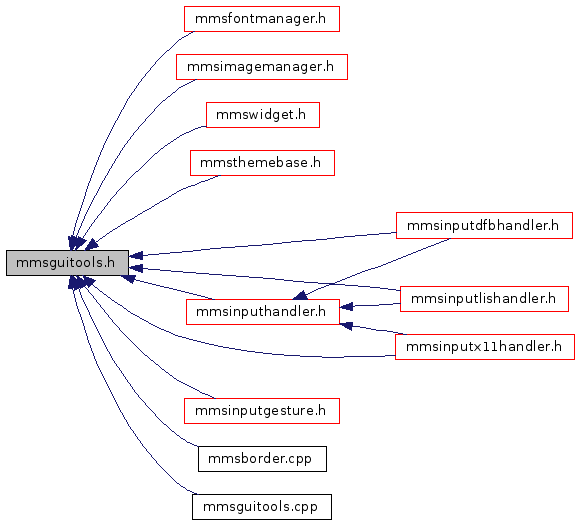 mmsfontmanager.h
mmsimagemanager.h
mmswidget.h
mmsthemebase.h
mmsinputdfbhandler.h
mmsguitools.h
mmsinputlishandler.h
mmsinputhandler.h
mmsinputx11handler.h
mmsinputgesture.h
mmsborder.cpp
mmsguitools.cpp